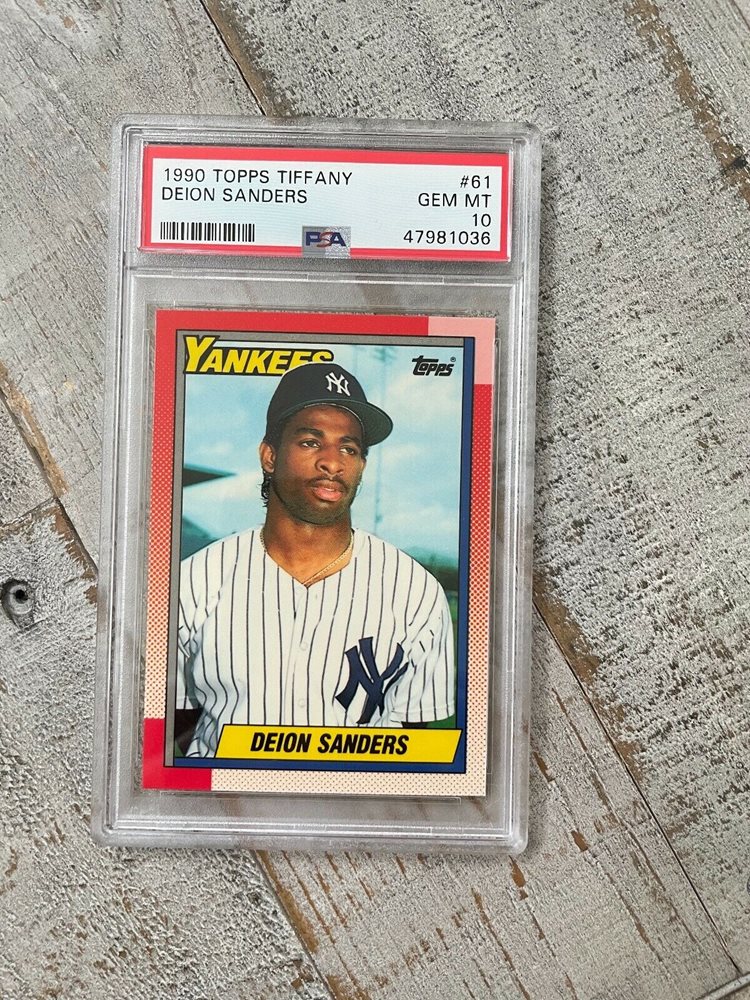 1990 TOPPS TIFFANY #61
DEION SANDERS GEM MT
10
PSA 47981036
YANKEES
topps®
NY
NY
DEION SANDERS